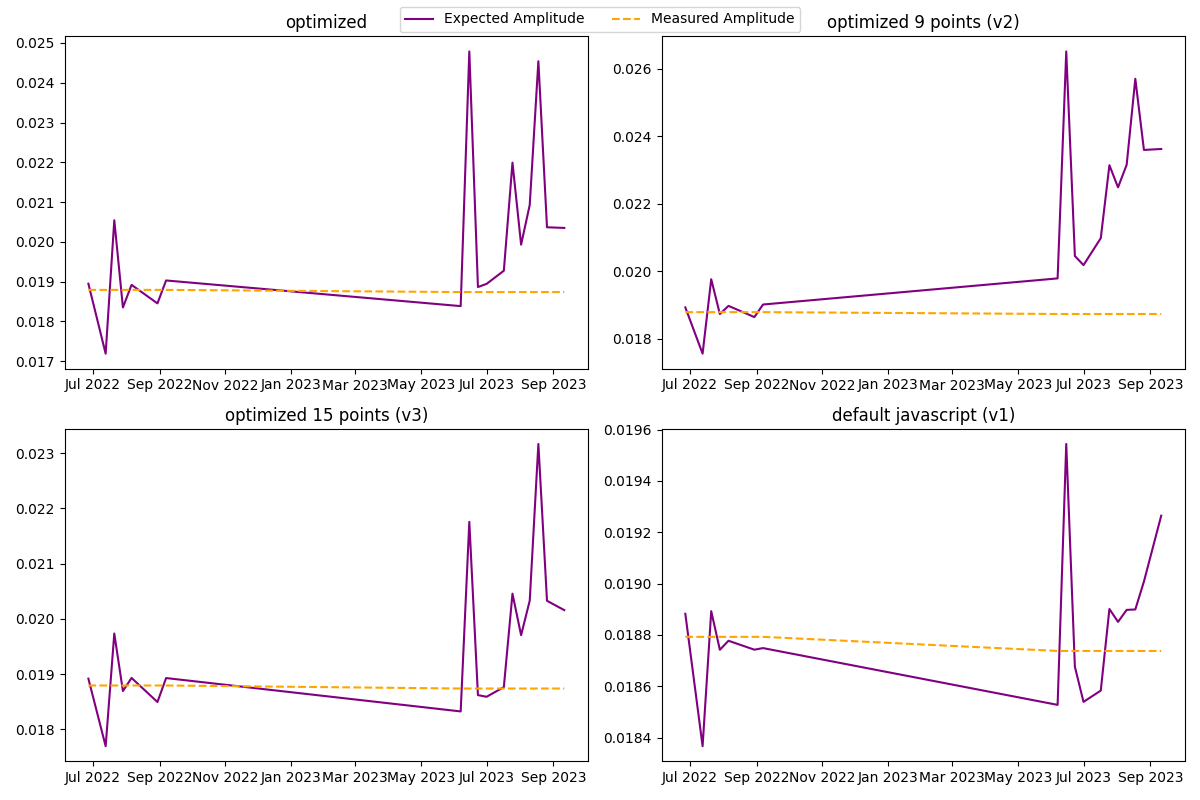 optimized
Expected Amplitude
Measured Amplitude
optimized 9 points (v2)
0.025
0.024
0.023
0.022
0.021
0.020
0.019
0.018
0.017
Jul 2022 Sep 2022 Nov 2022 Jan 2023 Mar 2023 May 2023 Jul 2023 Sep 2023
0.026
0.024
0.022
0.020
0.018
Jul 2022 Sep 2022 Nov 2022 Jan 2023 Mar 2023 May 2023 Jul 2023 Sep 2023
optimized 15 points (v3)
0.023
0.022
0.021
0.020
0.019
0.018
Jul 2022 Sep 2022 Nov 2022 Jan 2023 Mar 2023 May 2023 Jul 2023 Sep 2023
default javascript (v1)
0.0196
0.0194
0.0192
0.0190
0.0188
0.0186
0.0184
Jul 2022 Sep 2022 Nov 2022 Jan 2023 Mar 2023 May 2023 Jul 2023 Sep 2023